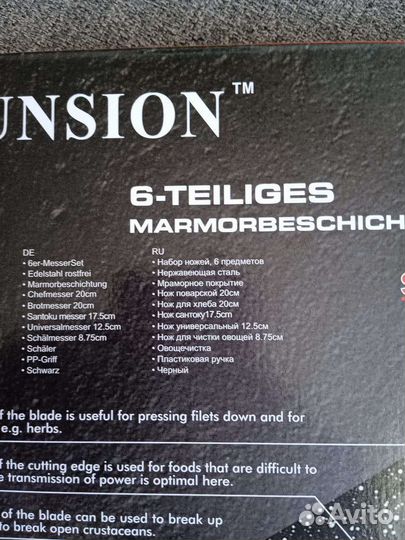 UNSION™
6-TEILIGES
MARMORBESCHICH
DE
• 6er-MesserSet
• Edelstahl rostfrei
• Marmorbeschichtung
• Chefmesser 20cm
• Brotmesser 20cm
• Santoku messer 17.5cm
• Universalmesser 12.5cm
• Schälmesser 8.75cm
• Schäler
• PP-Griff
• Schwarz
RU
• Набор ножей, 6 предметов
• Нержавеющая сталь
• Мраморное покрытие
• Нож поварской 20см
• Нож для хлеба 20см
• Нож сантоку17.5cm
• Нож универсальный 12.5см
• Нож для чистки овощей 8.75см
• Овощечистка
• Пластиковая ручка
• Черный
of the blade is useful for pressing filets down and for
e.g. herbs.
of the cutting edge is used for foods that are difficult to
e transmission of power is optimal here.
of the blade can be used to break up
to break open crustaceans.
Avito